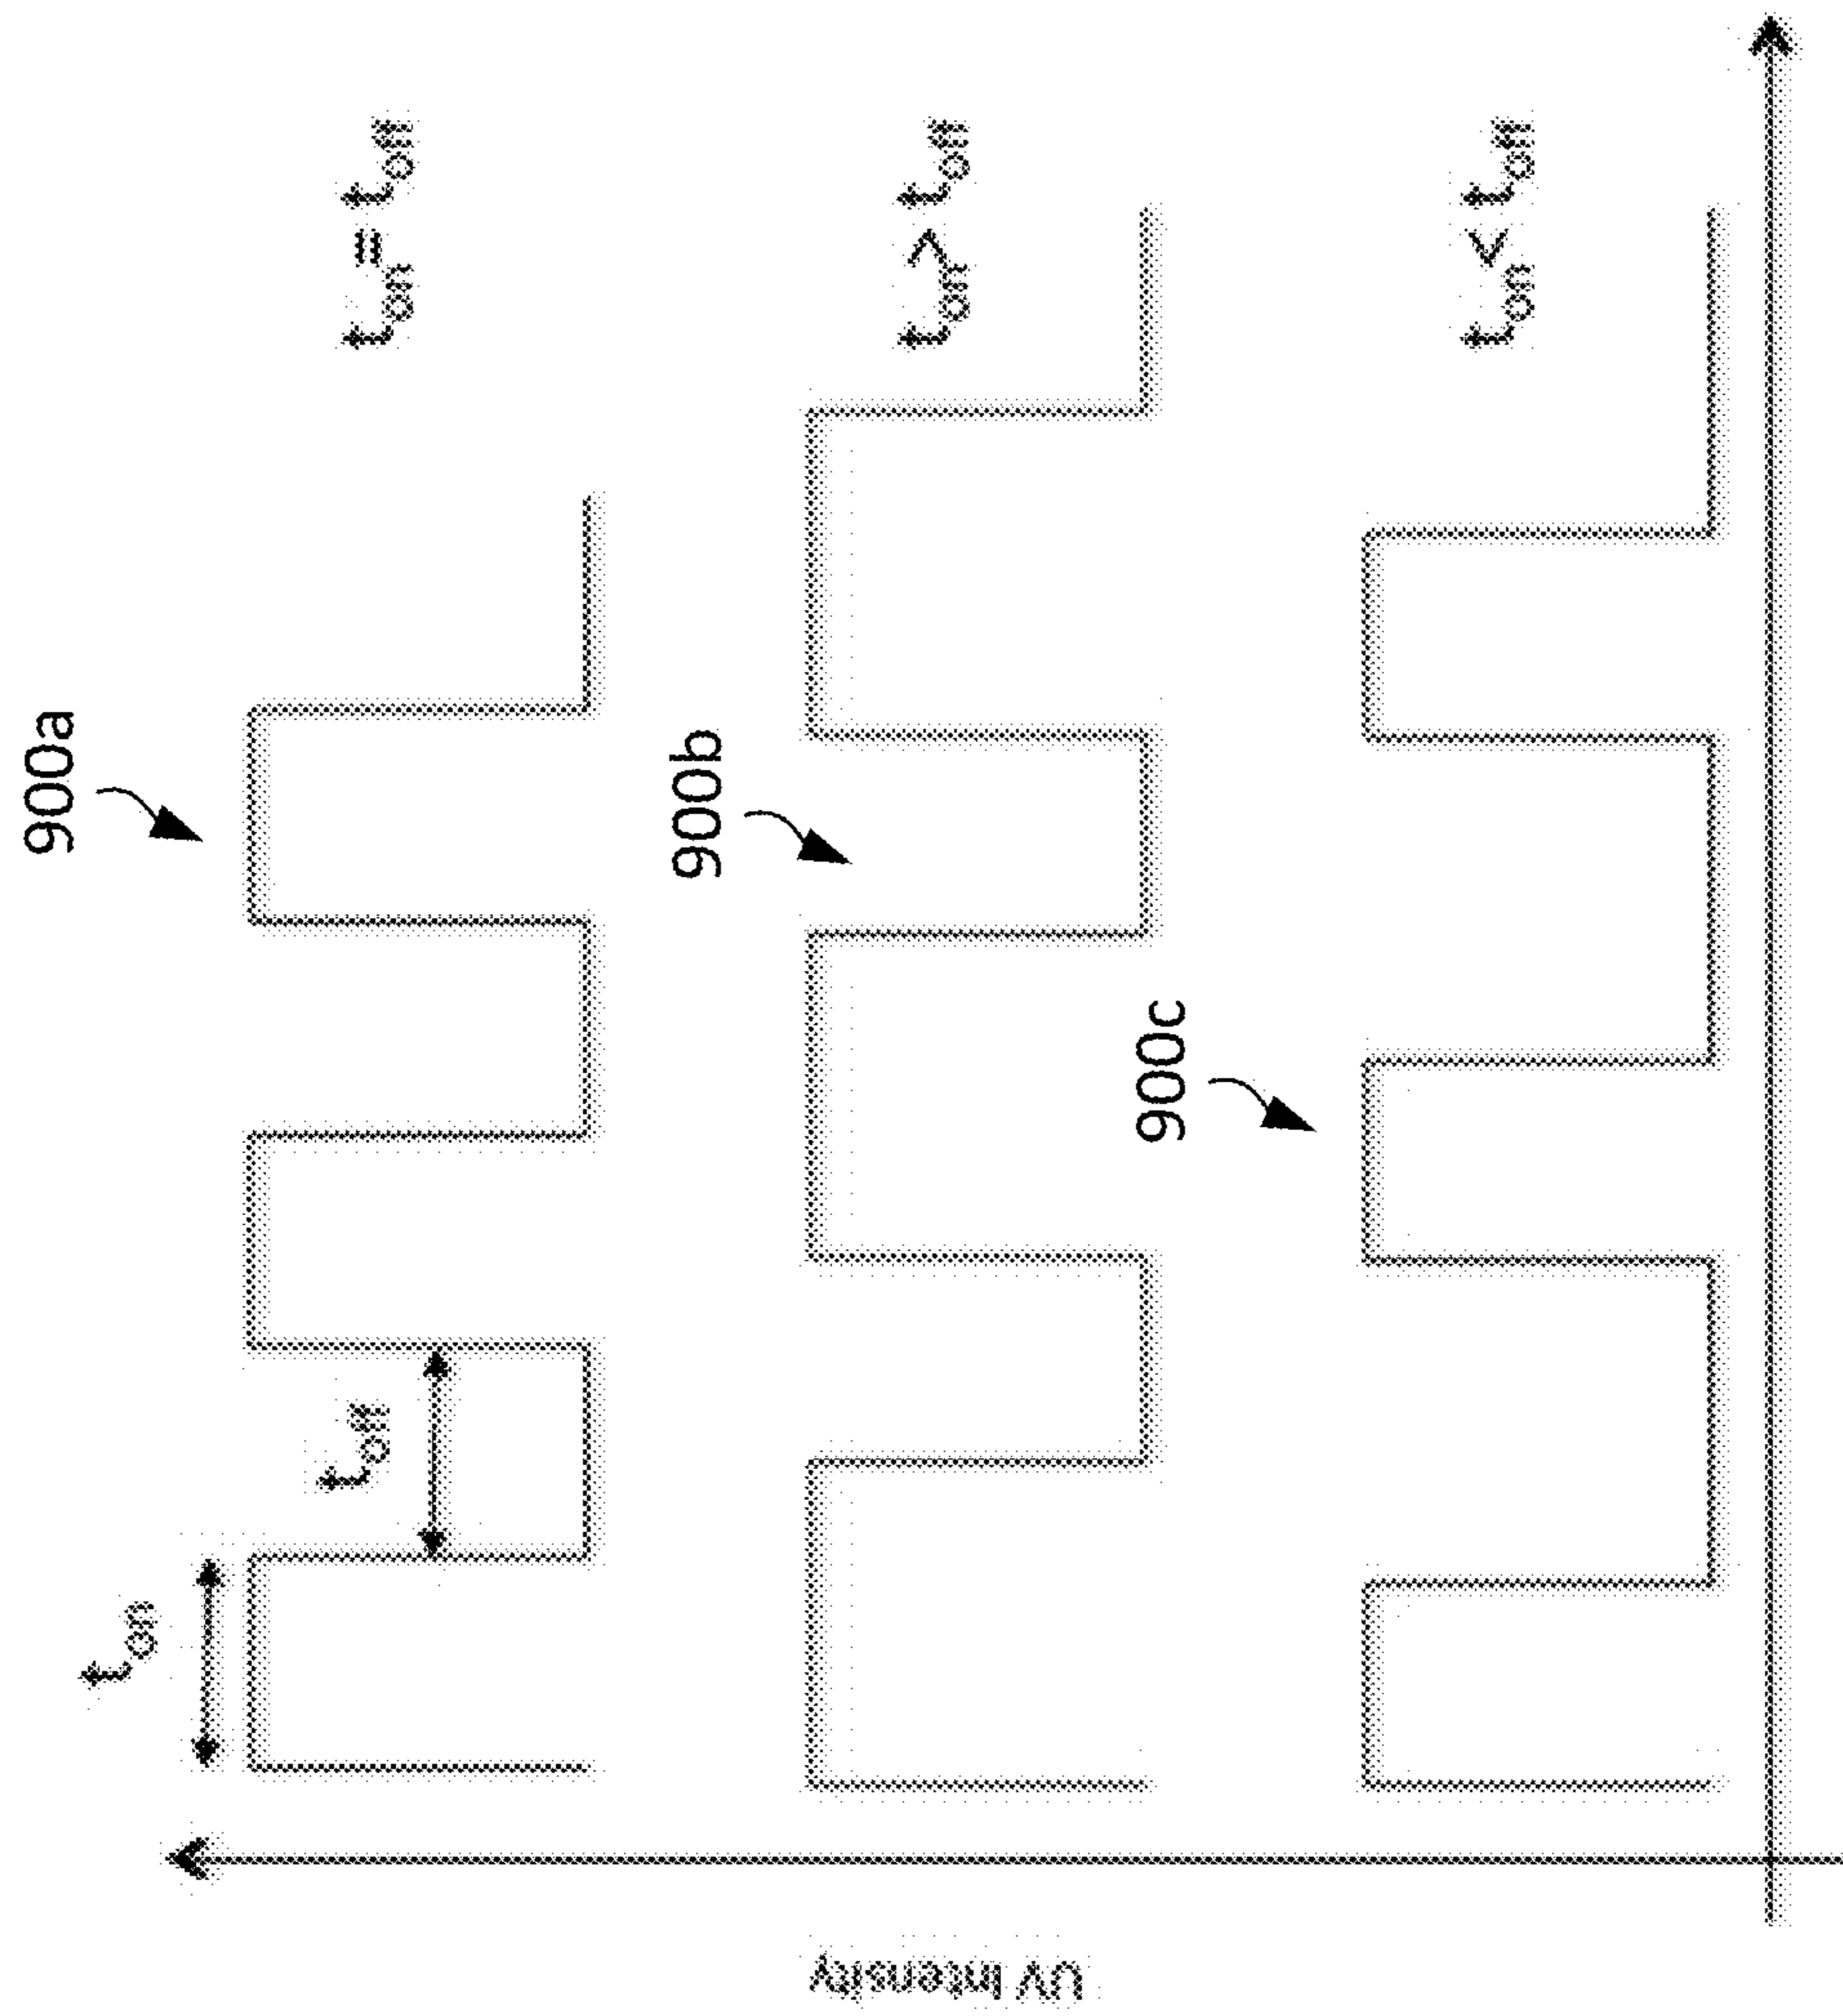 900a
t_on
t_off
t_on = t_off
900b
t_on > t_off
900c
t_on < t_off
UV Intensity